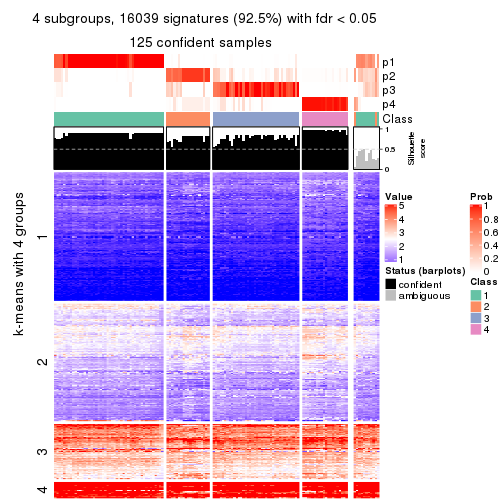 4 subgroups, 16039 signatures (92.5%) with fdr < 0.05
125 confident samples
p1
p2
p3
p4
Class
1
0.5
0
Silhouette
score
k-means with 4 groups
1
2
3
4
Value
5
4
3
2
1
Status (barplots)
confident
ambiguous
Prob
1
0.8
0.6
0.4
0.2
0
Class
1
2
3
4